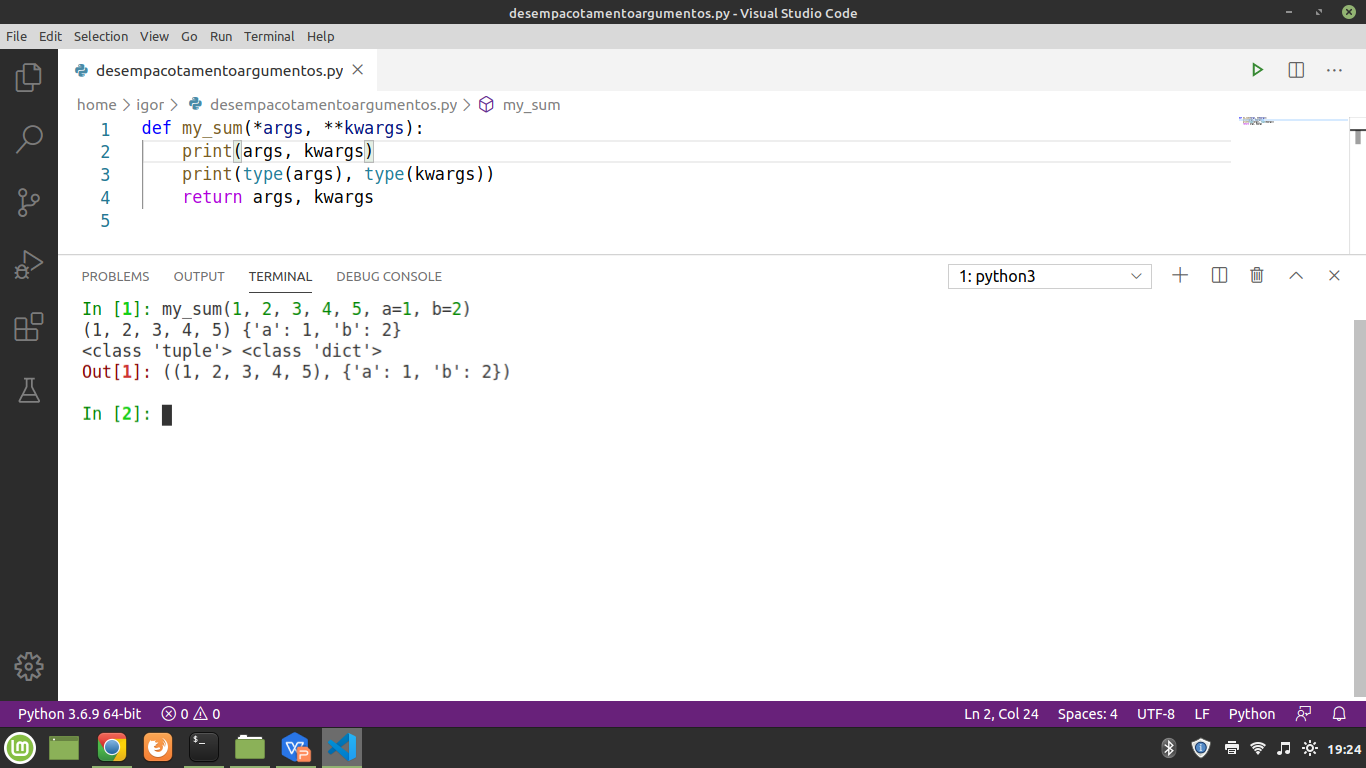 desempacotamentoargumentos.py - Visual Studio Code
File Edit Selection View Go Run Terminal Help
desempacotamentoargumentos.py
home > igor > desempacotamentoargumentos.py > my_sum
1 def my_sum(*args, **kwargs):
2     print(args, kwargs)
3     print(type(args), type(kwargs))
4     return args, kwargs
5
PROBLEMS OUTPUT TERMINAL DEBUG CONSOLE 1: python3
In [1]: my_sum(1, 2, 3, 4, 5, a=1, b=2)
(1, 2, 3, 4, 5) {'a': 1, 'b': 2}
<class 'tuple'> <class 'dict'>
Out[1]: ((1, 2, 3, 4, 5), {'a': 1, 'b': 2})
In [2]:
Python 3.6.9 64-bit 0 0 Ln 2, Col 24 Spaces: 4 UTF-8 LF Python
19:24